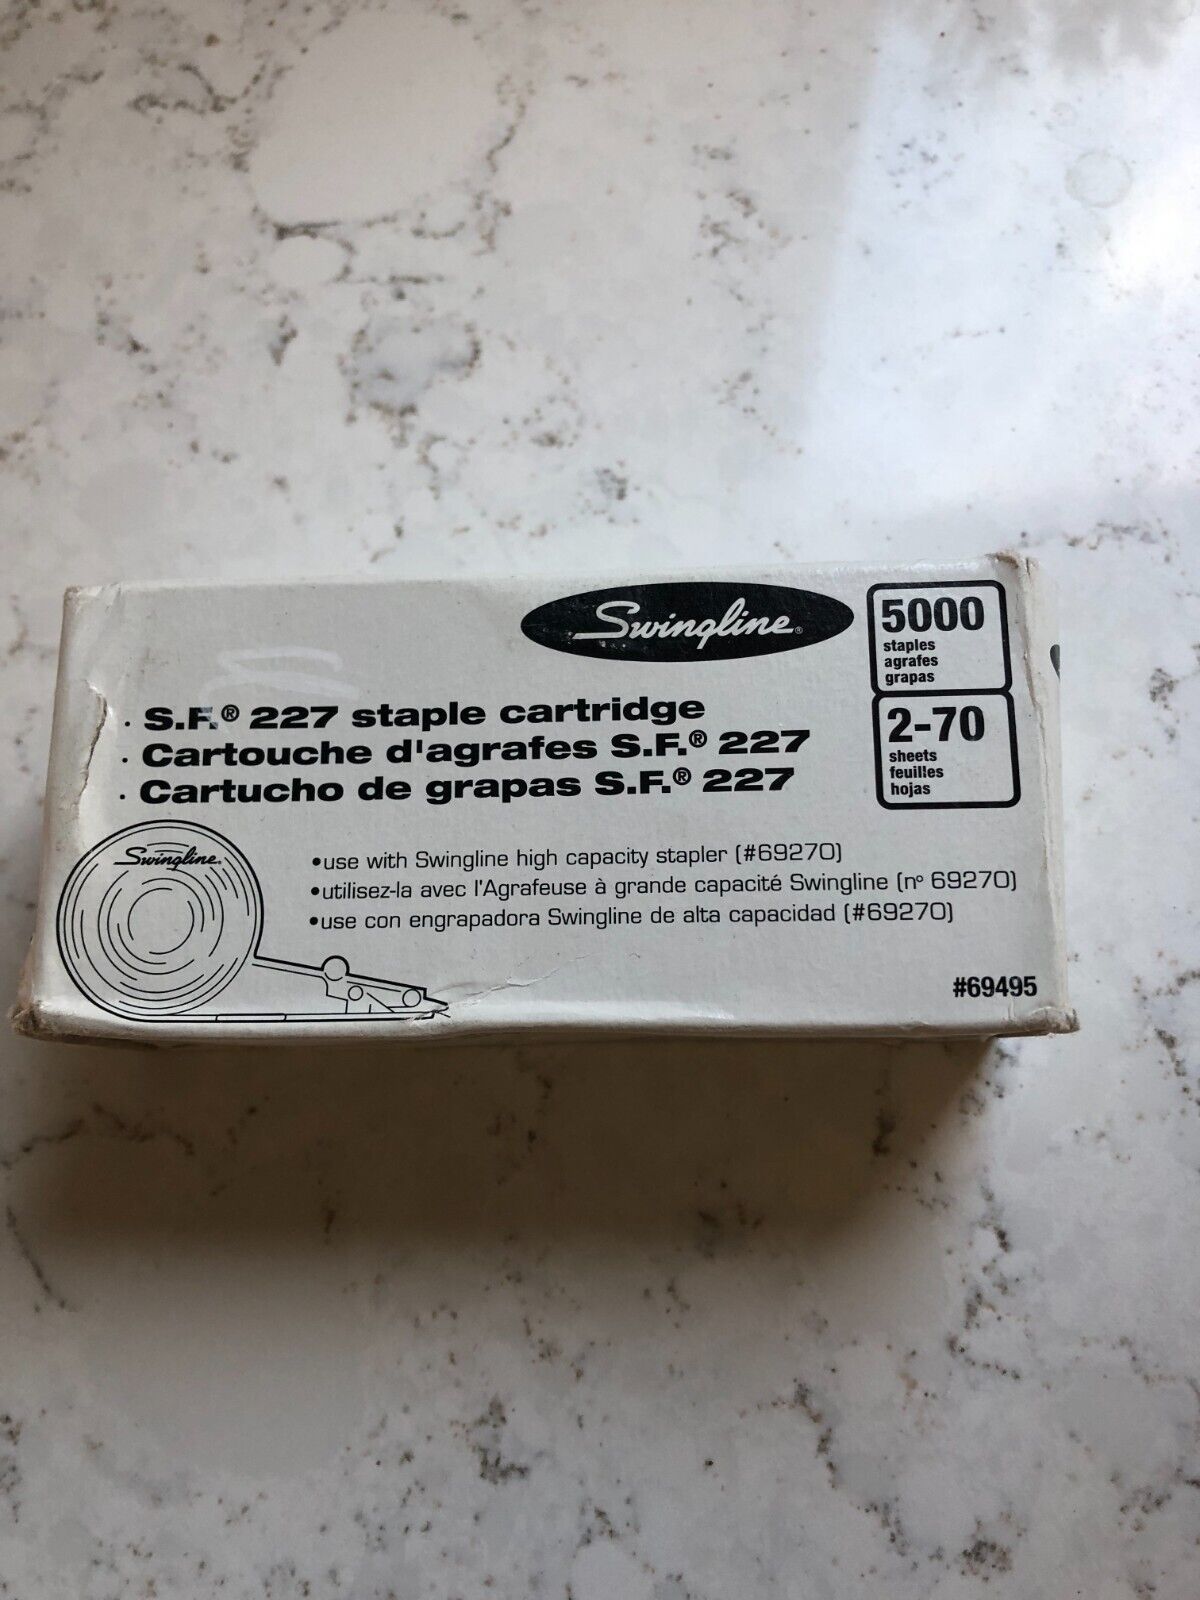 Swingline®
5000
staples
agrafes
grapas
2-70
sheets
feuilles
hojas
· S.F.® 227 staple cartridge
· Cartouche d'agrafes S.F.® 227
· Cartucho de grapas S.F.® 227
Swingline®
•use with Swingline high capacity stapler (#69270)
•utilisez-la avec l'Agrafeuse à grande capacité Swingline (nº 69270)
•use con engrapadora Swingline de alta capacidad (#69270)
#69495